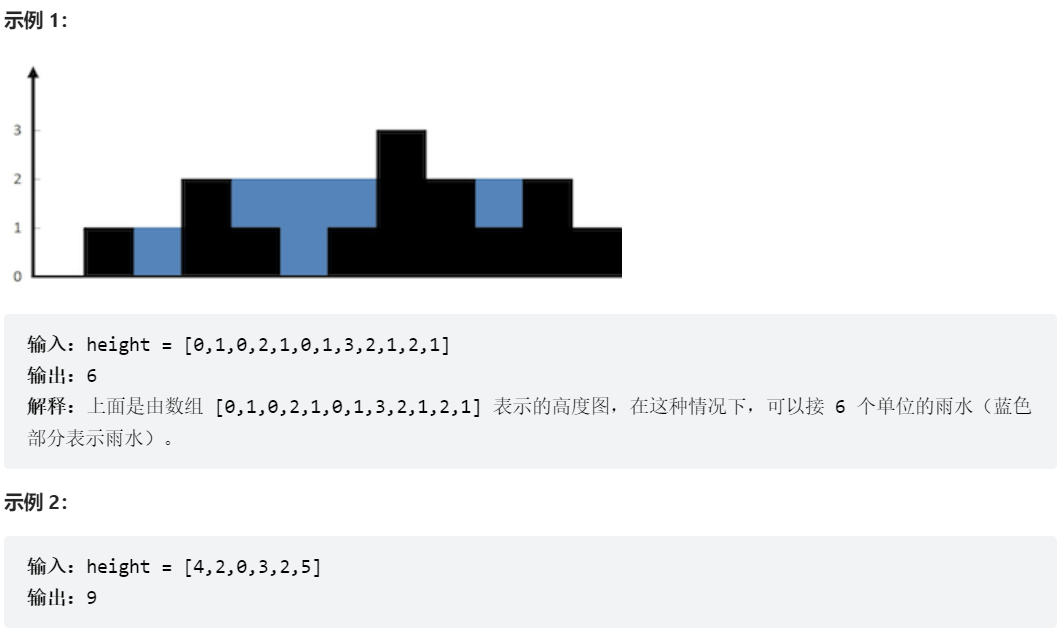 示例 1：
3
2
1
0
输入：height = [0,1,0,2,1,0,1,3,2,1,2,1]
输出：6
解释：上面是由数组 [0,1,0,2,1,0,1,3,2,1,2,1] 表示的高度图，在这种情况下，可以接 6 个单位的雨水（蓝色
部分表示雨水）。
示例 2：
输入：height = [4,2,0,3,2,5]
输出：9